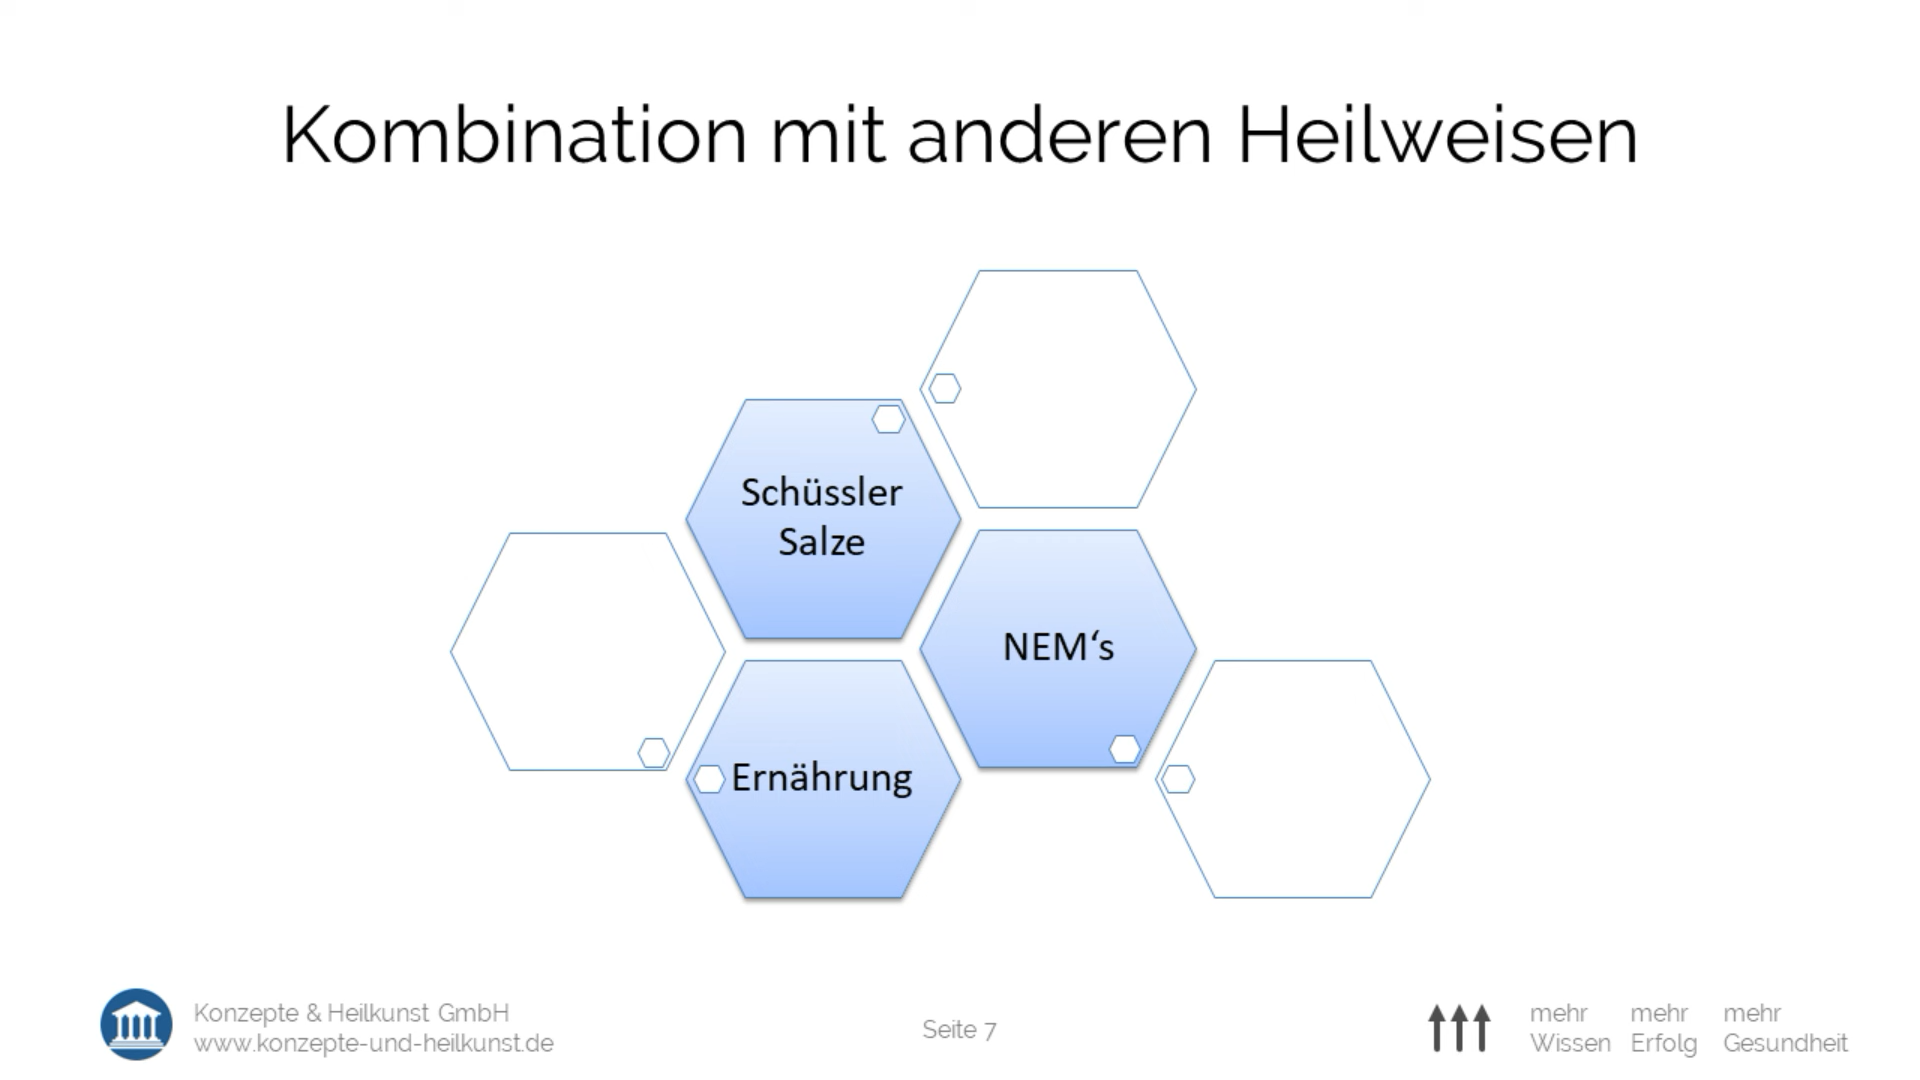 Kombination mit anderen Heilweisen
Schüssler
Salze
NEM‘s
Ernährung
Konzepte & Heilkunst GmbH
www.konzepte-und-heilkunst.de
Seite 7
mehr mehr mehr
Wissen Erfolg Gesundheit